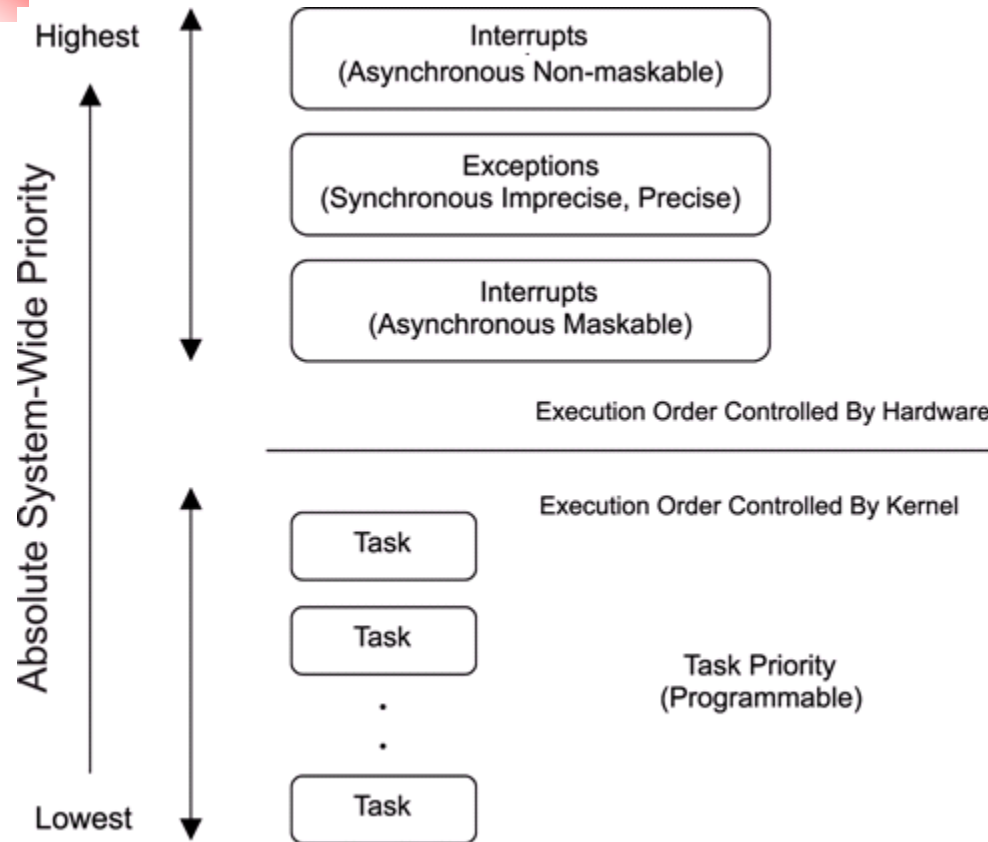 Highest
Interrupts
(Asynchronous Non-maskable)
Exceptions
(Synchronous Imprecise, Precise)
Interrupts
(Asynchronous Maskable)
Absolute System-Wide Priority
Execution Order Controlled By Hardware
Execution Order Controlled By Kernel
Task
Task
Task Priority
(Programmable)
.
.
Task
Lowest